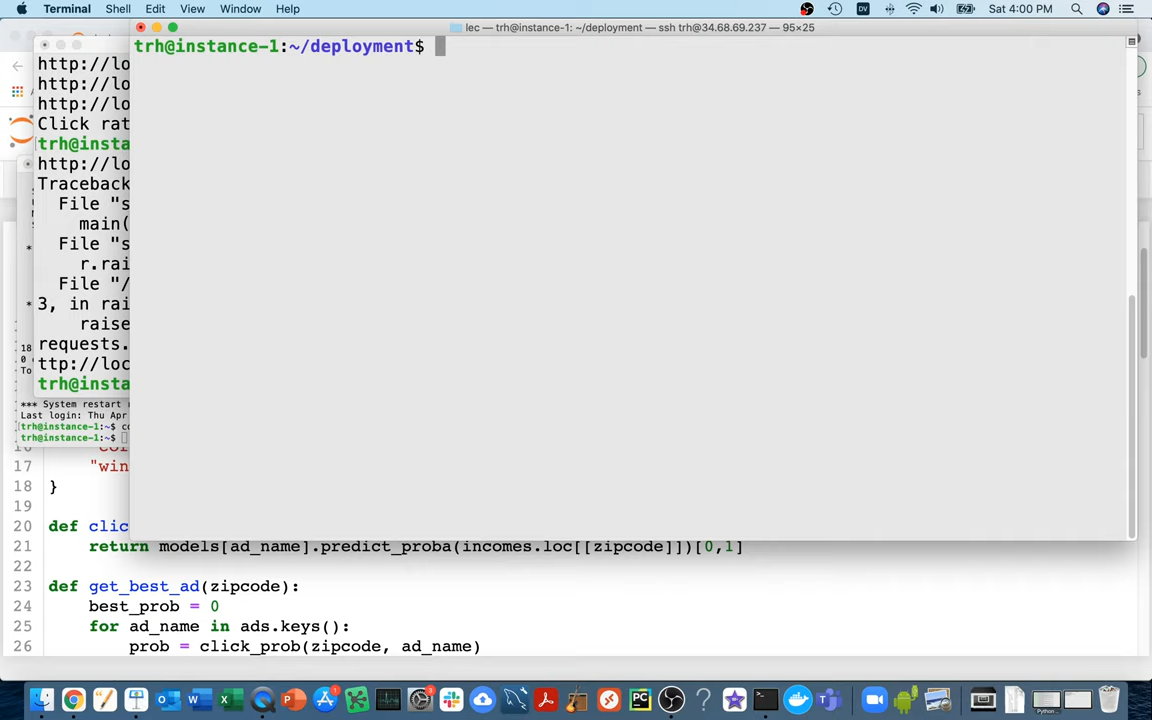 Terminal Shell Edit View Window Help Sat 4:00 PM
lec — trh@instance-1: ~/deployment — ssh trh@34.68.69.237 — 95×25
trh@instance-1:~/deployment$
http://lo
http://lo
http://lo
Click rat
trh@insta
http://lo
Traceback
File "s
main(
File "s
r.rai
File "/
3, in rai
raise
requests.
ttp://loc
trh@insta
*** System restart
Last login: Thu Apr
trh@instance-1:~$ co
trh@instance-1:~$
17 "win
18 }
19
20 def clic
21 return models[ad_name].predict_proba(incomes.loc[[zipcode]])[0,1]
22
23 def get_best_ad(zipcode):
24 best_prob = 0
25 for ad_name in ads.keys():
26 prob = click_prob(zipcode, ad_name)